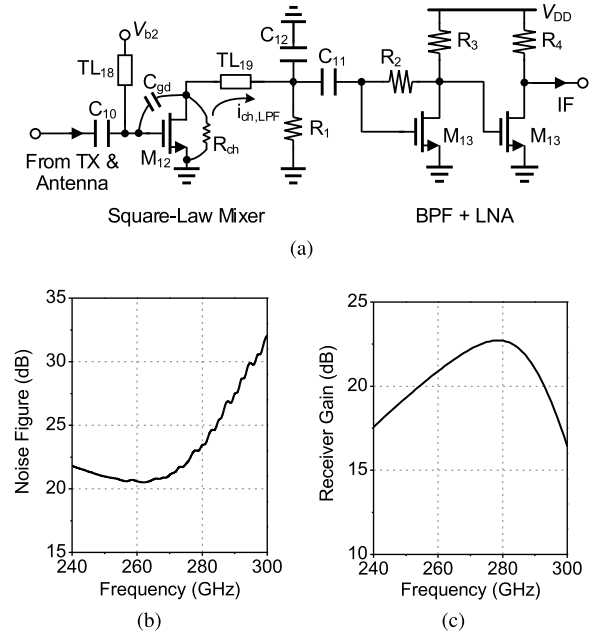 V_b2
TL_18
C_gd
C_10
TL_19
C_12
C_11
i_ch,LPF
R_1
R_2
R_3
R_4
V_DD
IF
M_12
R_ch
M_13
M_13
From TX &
Antenna
Square-Law Mixer
BPF + LNA
(a)
35
30
25
20
15
Noise Figure (dB)
240 260 280 300
Frequency (GHz)
(b)
25
20
15
10
Receiver Gain (dB)
240 260 280 300
Frequency (GHz)
(c)